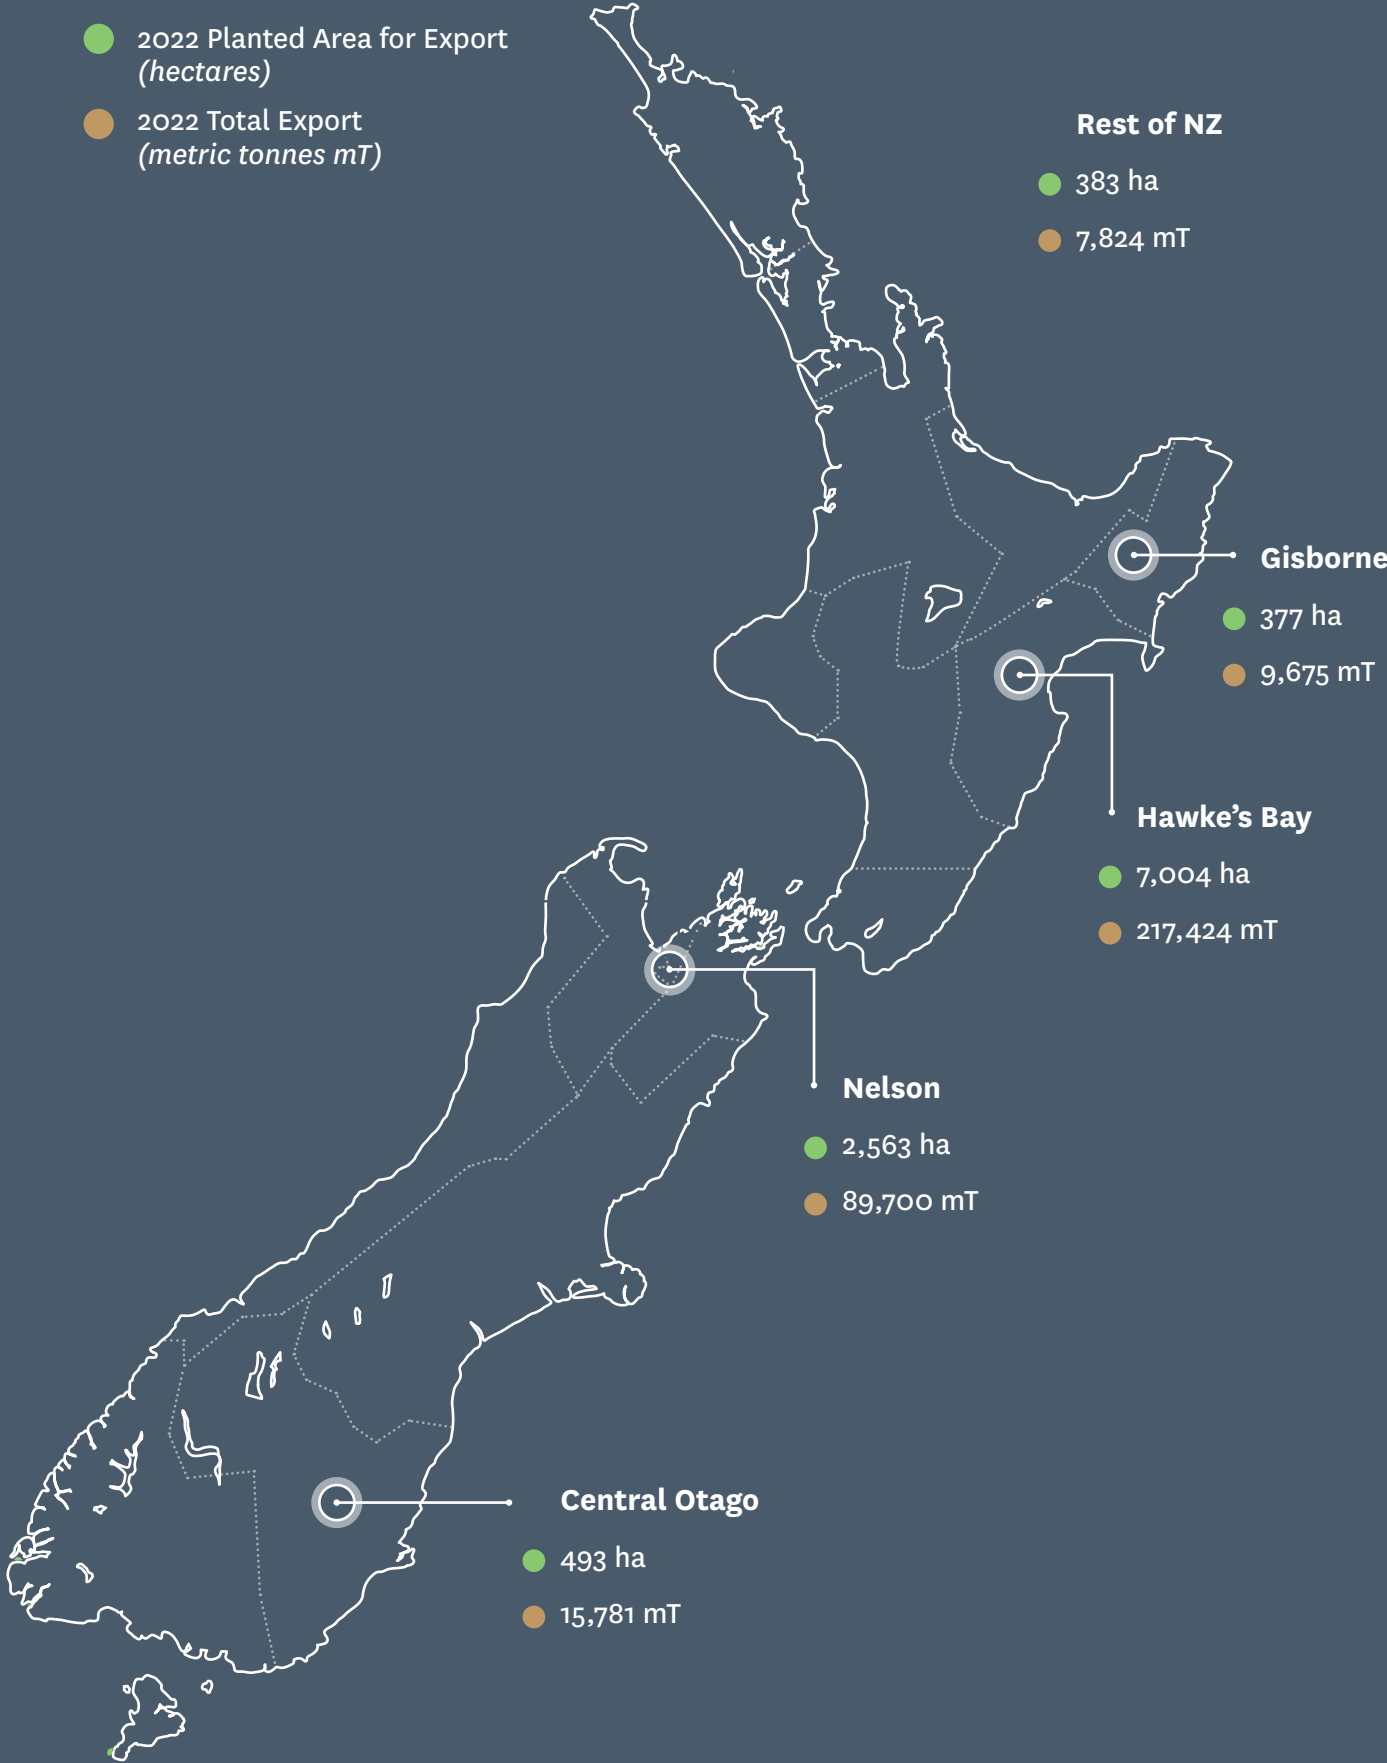 2022 Planted Area for Export
(hectares)
2022 Total Export
(metric tonnes mT)
Rest of NZ
383 ha
7,824 mT
Gisborne
377 ha
9,675 mT
Hawke’s Bay
7,004 ha
217,424 mT
Nelson
2,563 ha
89,700 mT
Central Otago
493 ha
15,781 mT